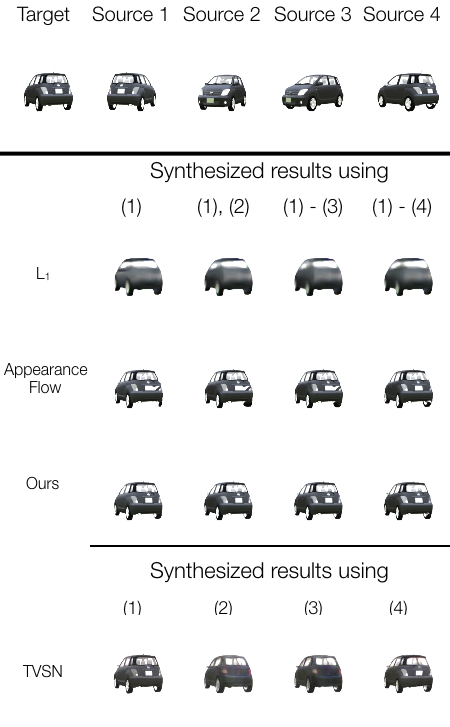 Target Source 1 Source 2 Source 3 Source 4
Synthesized results using
(1) (1), (2) (1) - (3) (1) - (4)
L₁
Appearance
Flow
Ours
Synthesized results using
(1) (2) (3) (4)
TVSN